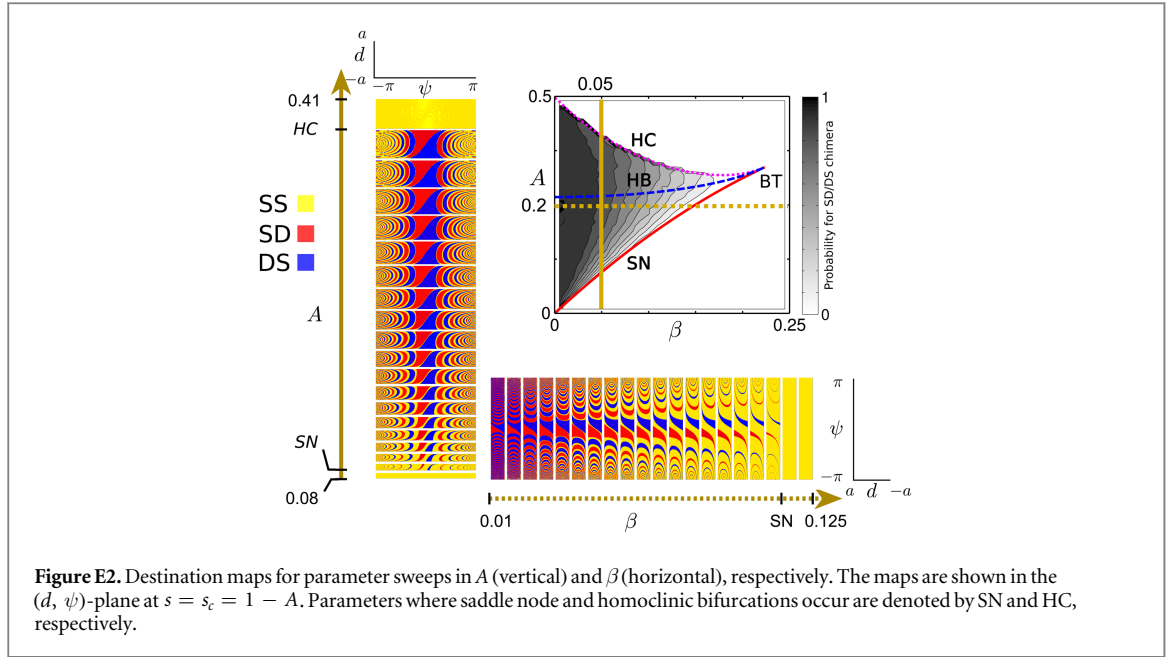 a
d
−a
−π ψ π
0.41
HC
SS
SD
DS
A
SN
0.08
0.05
0.5
A
0.2
0
HC
HB
BT
SN
0 β 0.25
1
0
Probability for SD/DS chimera
π
ψ
−π
a d −a
0.01 β SN 0.125
Figure E2. Destination maps for parameter sweeps in A (vertical) and β (horizontal), respectively. The maps are shown in the
(d, ψ)-plane at s = s_c = 1 − A. Parameters where saddle node and homoclinic bifurcations occur are denoted by SN and HC,
respectively.